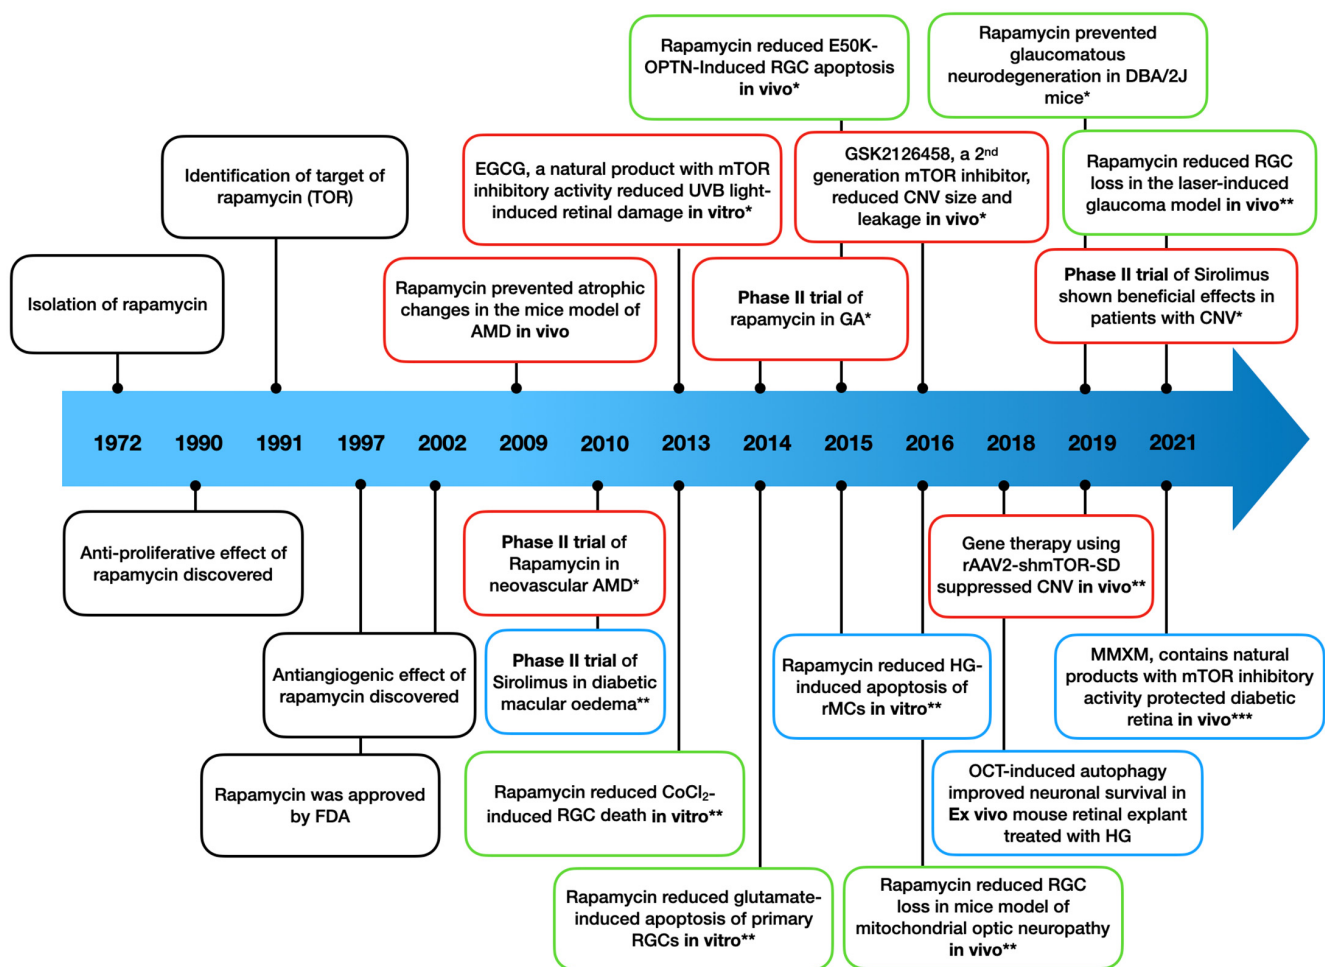 Rapamycin reduced E50K-
OPTN-Induced RGC apoptosis
in vivo*
Rapamycin prevented
glaucomatous
neurodegeneration in DBA/2J
mice*
Identification of target of
rapamycin (TOR)
EGCG, a natural product with mTOR
inhibitory activity reduced UVB light-
induced retinal damage in vitro*
GSK2126458, a 2nd
generation mTOR inhibitor,
reduced CNV size and
leakage in vivo*
Rapamycin reduced RGC
loss in the laser-induced
glaucoma model in vivo**
Isolation of rapamycin
Rapamycin prevented atrophic
changes in the mice model of
AMD in vivo
Phase II trial of
rapamycin in GA*
Phase II trial of Sirolimus
shown beneficial effects in
patients with CNV*
1972 1990 1991 1997 2002 2009 2010 2013 2014 2015 2016 2018 2019 2021
Anti-proliferative effect of
rapamycin discovered
Phase II trial of
Rapamycin in
neovascular AMD*
Gene therapy using
rAAV2-shmTOR-SD
suppressed CNV in vivo**
Antiangiogenic effect of
rapamycin discovered
Phase II trial of
Sirolimus in diabetic
macular oedema**
Rapamycin reduced HG-
induced apoptosis of
rMCs in vitro**
MMXM, contains natural
products with mTOR inhibitory
activity protected diabetic
retina in vivo***
Rapamycin was approved
by FDA
Rapamycin reduced CoCl₂-
induced RGC death in vitro**
OCT-induced autophagy
improved neuronal survival in
Ex vivo mouse retinal explant
treated with HG
Rapamycin reduced glutamate-
induced apoptosis of primary
RGCs in vitro**
Rapamycin reduced RGC
loss in mice model of
mitochondrial optic neuropathy
in vivo**